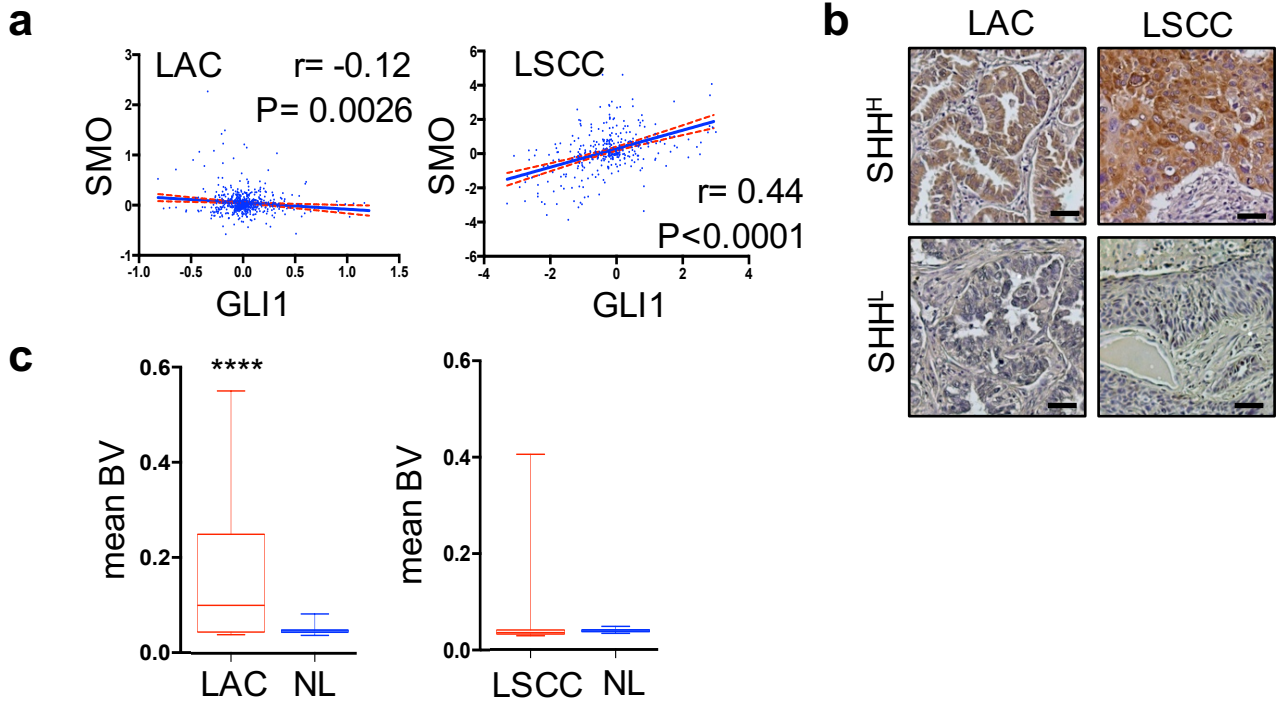 a
LAC
r= -0.12
P= 0.0026
SMO
3
2
1
0
-1
-1.0 -0.5 0.0 0.5 1.0 1.5
GLI1
LSCC
r= 0.44
P<0.0001
SMO
6
4
2
0
-2
-4
-6
-4 -2 0 2 4
GLI1
b
LAC LSCC
SHHH
SHHL
c
****
mean BV
0.6
0.4
0.2
0.0
LAC NL
mean BV
0.6
0.4
0.2
0.0
LSCC NL